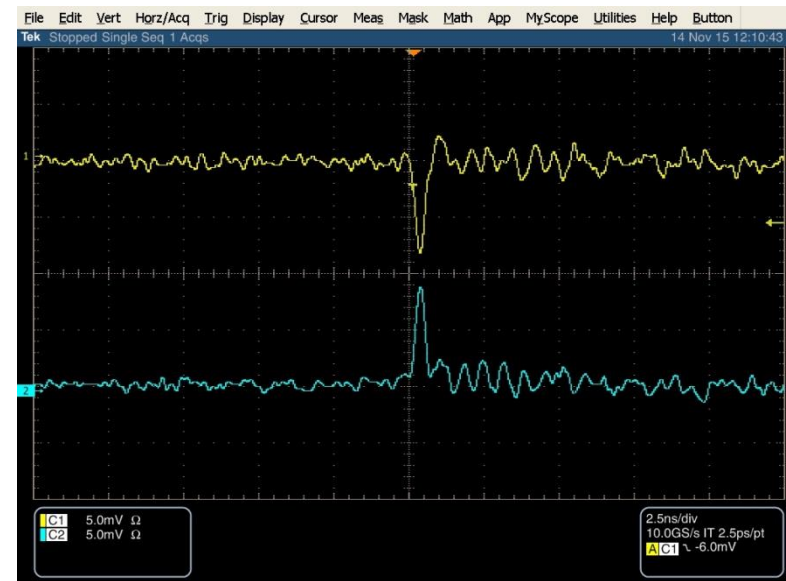 File Edit Vert Horz/Acq Trig Display Cursor Meas Mask Math App MyScope Utilities Help Button
Tek Stopped Single Seq 1 Acqs 14 Nov 15 12:10:43
1
2
C1 5.0mV Ω
C2 5.0mV Ω
2.5ns/div
10.0GS/s IT 2.5ps/pt
A C1 ↘ -6.0mV